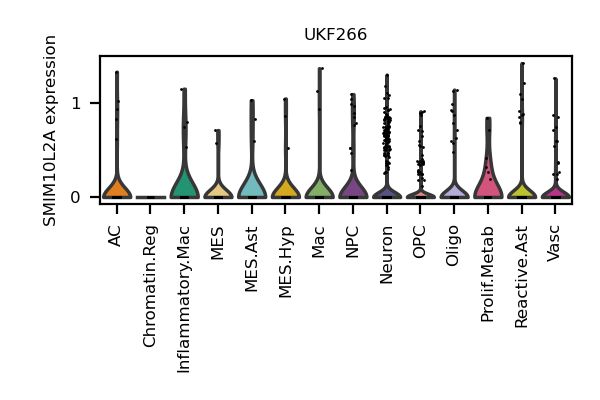 UKF266
SMIM10L2A expression
1
0
AC
Chromatin.Reg
Inflammatory.Mac
MES
MES.Ast
MES.Hyp
Mac
NPC
Neuron
OPC
Oligo
Prolif.Metab
Reactive.Ast
Vasc